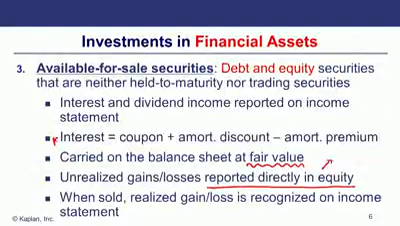 Investments in Financial Assets
3. Available-for-sale securities: Debt and equity securities
that are neither held-to-maturity nor trading securities
Interest and dividend income reported on income
statement
Interest = coupon + amort. discount – amort. premium
Carried on the balance sheet at fair value
Unrealized gains/losses reported directly in equity
When sold, realized gain/loss is recognized on income
statement
© Kaplan, Inc.
6